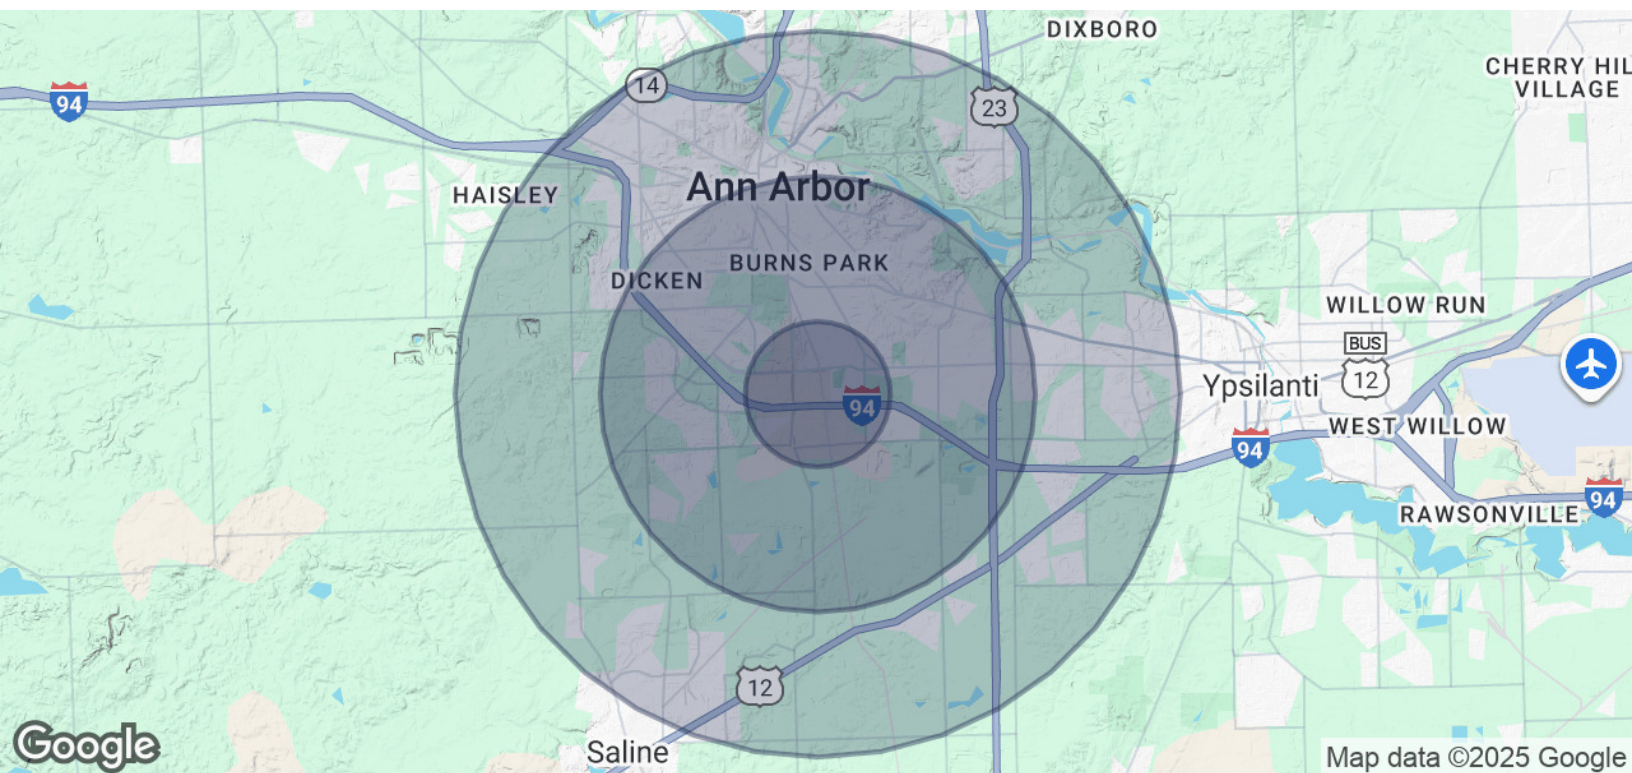 DIXBORO
CHERRY HIL
VILLAGE
94
14
23
HAISLEY
Ann Arbor
BURNS PARK
DICKEN
WILLOW RUN
BUS
12
Ypsilanti
94
WEST WILLOW
94
94
RAWSONVILLE
12
Saline
Google
Map data ©2025 Google